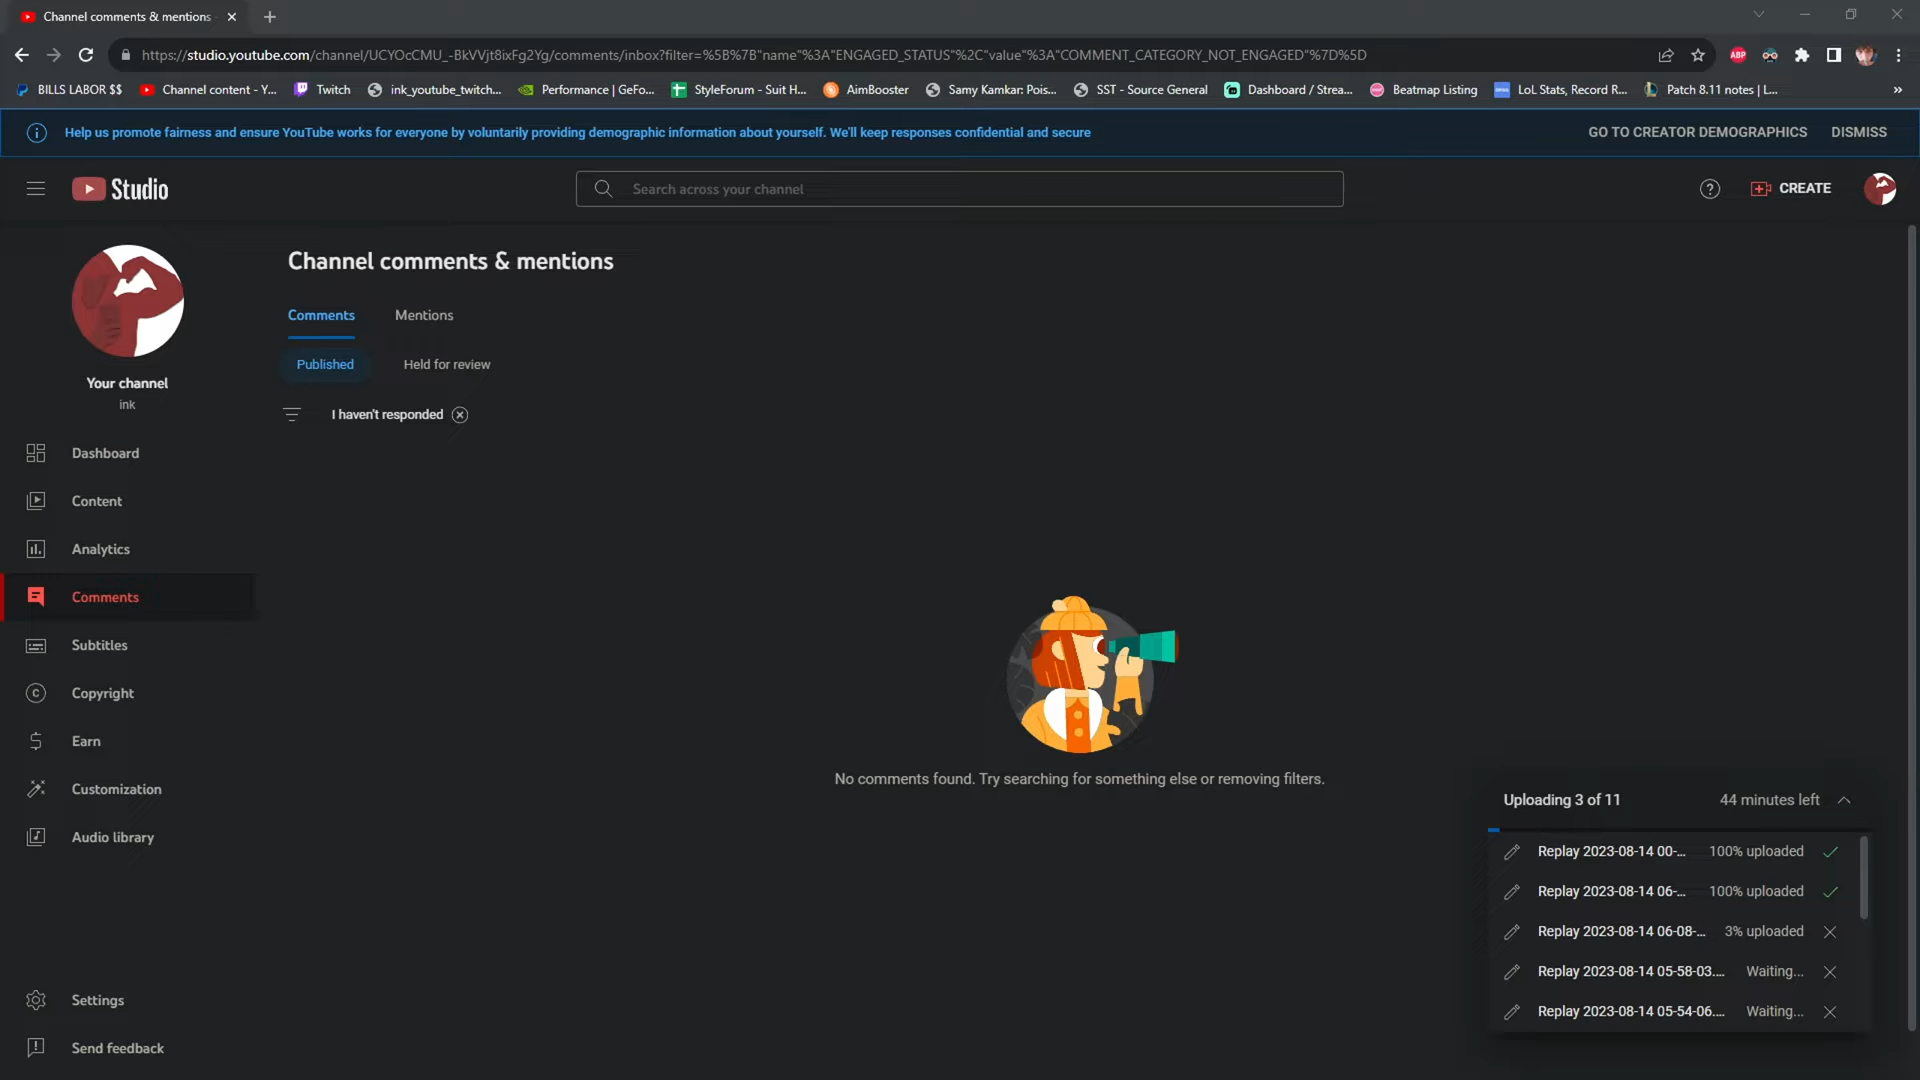 Channel comments & mentions
https://studio.youtube.com/channel/UCYOcCMU_-BkVVjt8ixFg2Yg/comments/inbox?filter=%5B%7B"name"%3A"ENGAGED_STATUS"%2C"value"%3A"COMMENT_CATEGORY_NOT_ENGAGED"%7D%5D
ABP
BILLS LABOR $$ Channel content - Y... Twitch ink_youtube_twitch... Performance | GeFo... StyleForum - Suit H... AimBooster Samy Kamkar: Pois... SST - Source General Dashboard / Strea... Beatmap Listing LoL Stats, Record R... Patch 8.11 notes | L... »
Help us promote fairness and ensure YouTube works for everyone by voluntarily providing demographic information about yourself. We'll keep responses confidential and secure GO TO CREATOR DEMOGRAPHICS DISMISS
Studio Search across your channel CREATE
Channel comments & mentions
Comments Mentions
Published Held for review
I haven't responded
Your channel
ink
Dashboard
Content
Analytics
Comments
Subtitles
Copyright
Earn
Customization
Audio library
Settings
Send feedback
No comments found. Try searching for something else or removing filters.
Uploading 3 of 11 44 minutes left
Replay 2023-08-14 00-... 100% uploaded
Replay 2023-08-14 06-... 100% uploaded
Replay 2023-08-14 06-08-... 3% uploaded
Replay 2023-08-14 05-58-03.... Waiting...
Replay 2023-08-14 05-54-06.... Waiting...